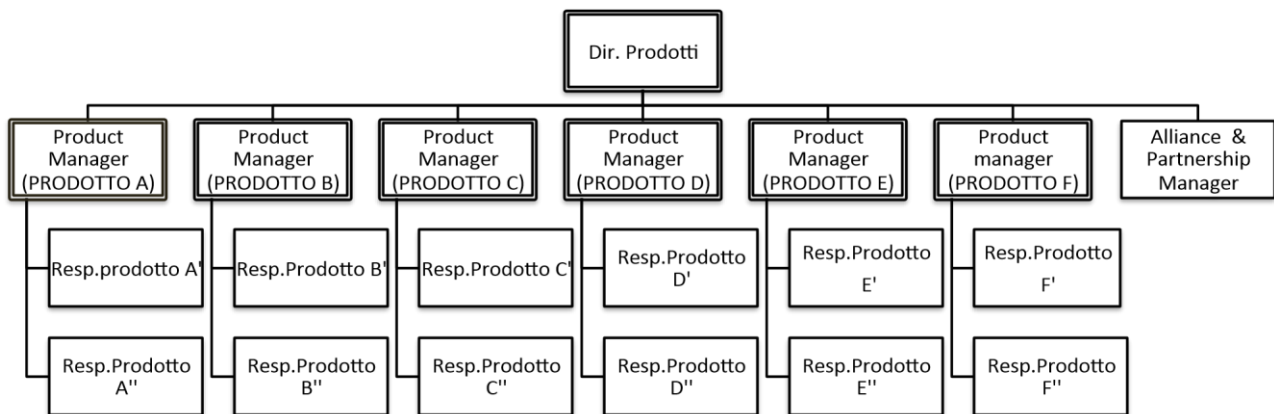 Dir. Prodotti
Product
Manager
(PRODOTTO A)
Product
Manager
(PRODOTTO B)
Product
Manager
(PRODOTTO C)
Product
Manager
(PRODOTTO D)
Product
Manager
(PRODOTTO E)
Product
manager
(PRODOTTO F)
Alliance &
Partnership
Manager
Resp.prodotto A'
Resp.Prodotto B'
Resp.Prodotto C'
Resp.Prodotto
D'
Resp.Prodotto
E'
Resp.Prodotto
F'
Resp.Prodotto
A''
Resp.Prodotto
B''
Resp.Prodotto
C''
Resp.Prodotto
D''
Resp.Prodotto
E''
Resp.Prodotto
F''